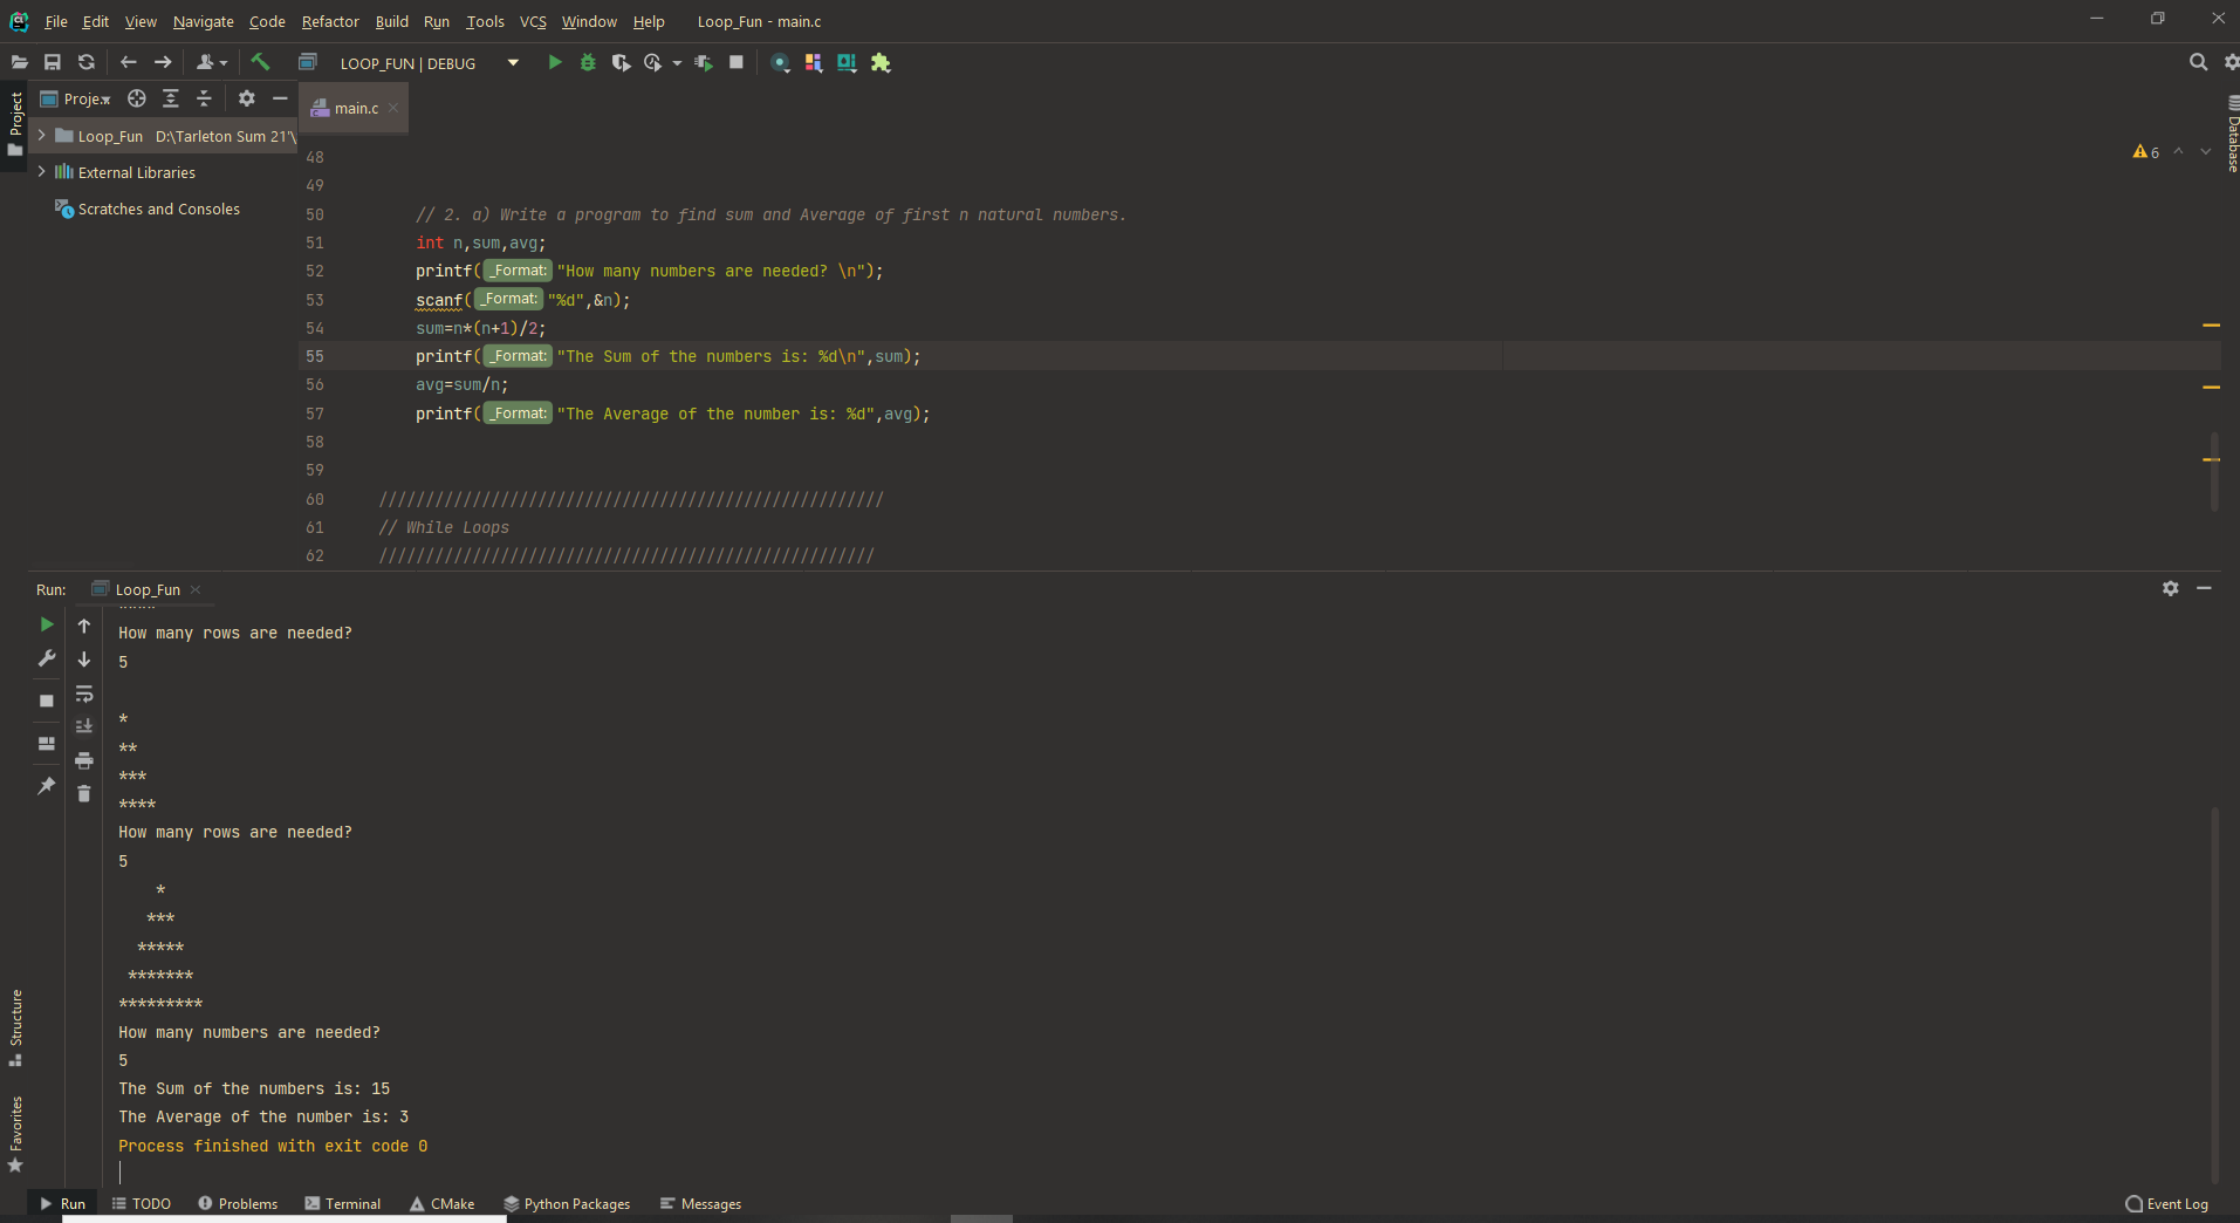 File Edit View Navigate Code Refactor Build Run Tools VCS Window Help Loop_Fun - main.c
LOOP_FUN | DEBUG
Project
Proje..
main.c
Loop_Fun D:\Tarleton Sum 21'\
External Libraries
Scratches and Consoles
Database
6
48
49
50 // 2. a) Write a program to find sum and Average of first n natural numbers.
51 int n,sum,avg;
52 printf( _Format: "How many numbers are needed? \n");
53 scanf( _Format: "%d",&n);
54 sum=n*(n+1)/2;
55 printf( _Format: "The Sum of the numbers is: %d\n",sum);
56 avg=sum/n;
57 printf( _Format: "The Average of the number is: %d",avg);
58
59
60 //////////////////////////////////////////////////////
61 // While Loops
62 /////////////////////////////////////////////////////
Run: Loop_Fun
How many rows are needed?
5
*
**
***
****
How many rows are needed?
5
*
***
*****
*******
*********
How many numbers are needed?
5
The Sum of the numbers is: 15
The Average of the number is: 3
Process finished with exit code 0
Structure
Favorites
Run TODO Problems Terminal CMake Python Packages Messages Event Log